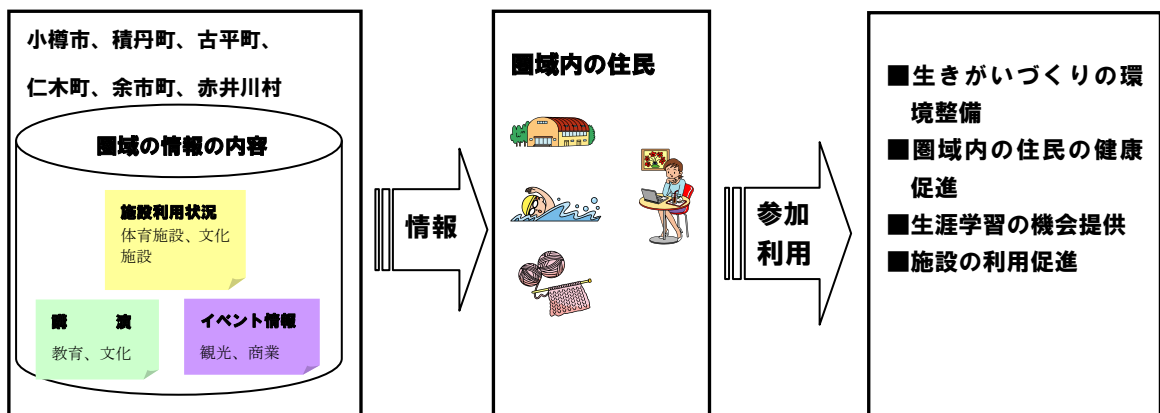 小樽市、積丹町、古平町、
仁木町、余市町、赤井川村
圏域の情報の内容
施設利用状況
体育施設、文化
施設
講　演
教育、文化
イベント情報
観光、商業
情報
圏域内の住民
参加
利用
■生きがいづくりの環
境整備
■圏域内の住民の健康
促進
■生涯学習の機会提供
■施設の利用促進